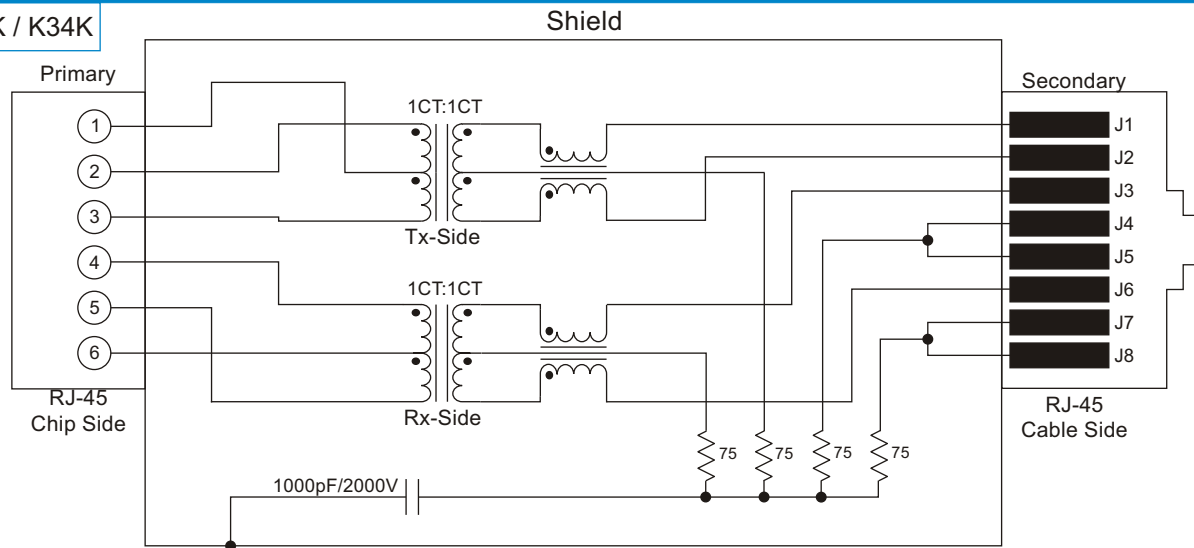 K / K34K
Shield
Primary
Secondary
1
2
3
4
5
6
1CT:1CT
Tx-Side
1CT:1CT
Rx-Side
J1
J2
J3
J4
J5
J6
J7
J8
RJ-45
Chip Side
RJ-45
Cable Side
75
75
75
75
1000pF/2000V